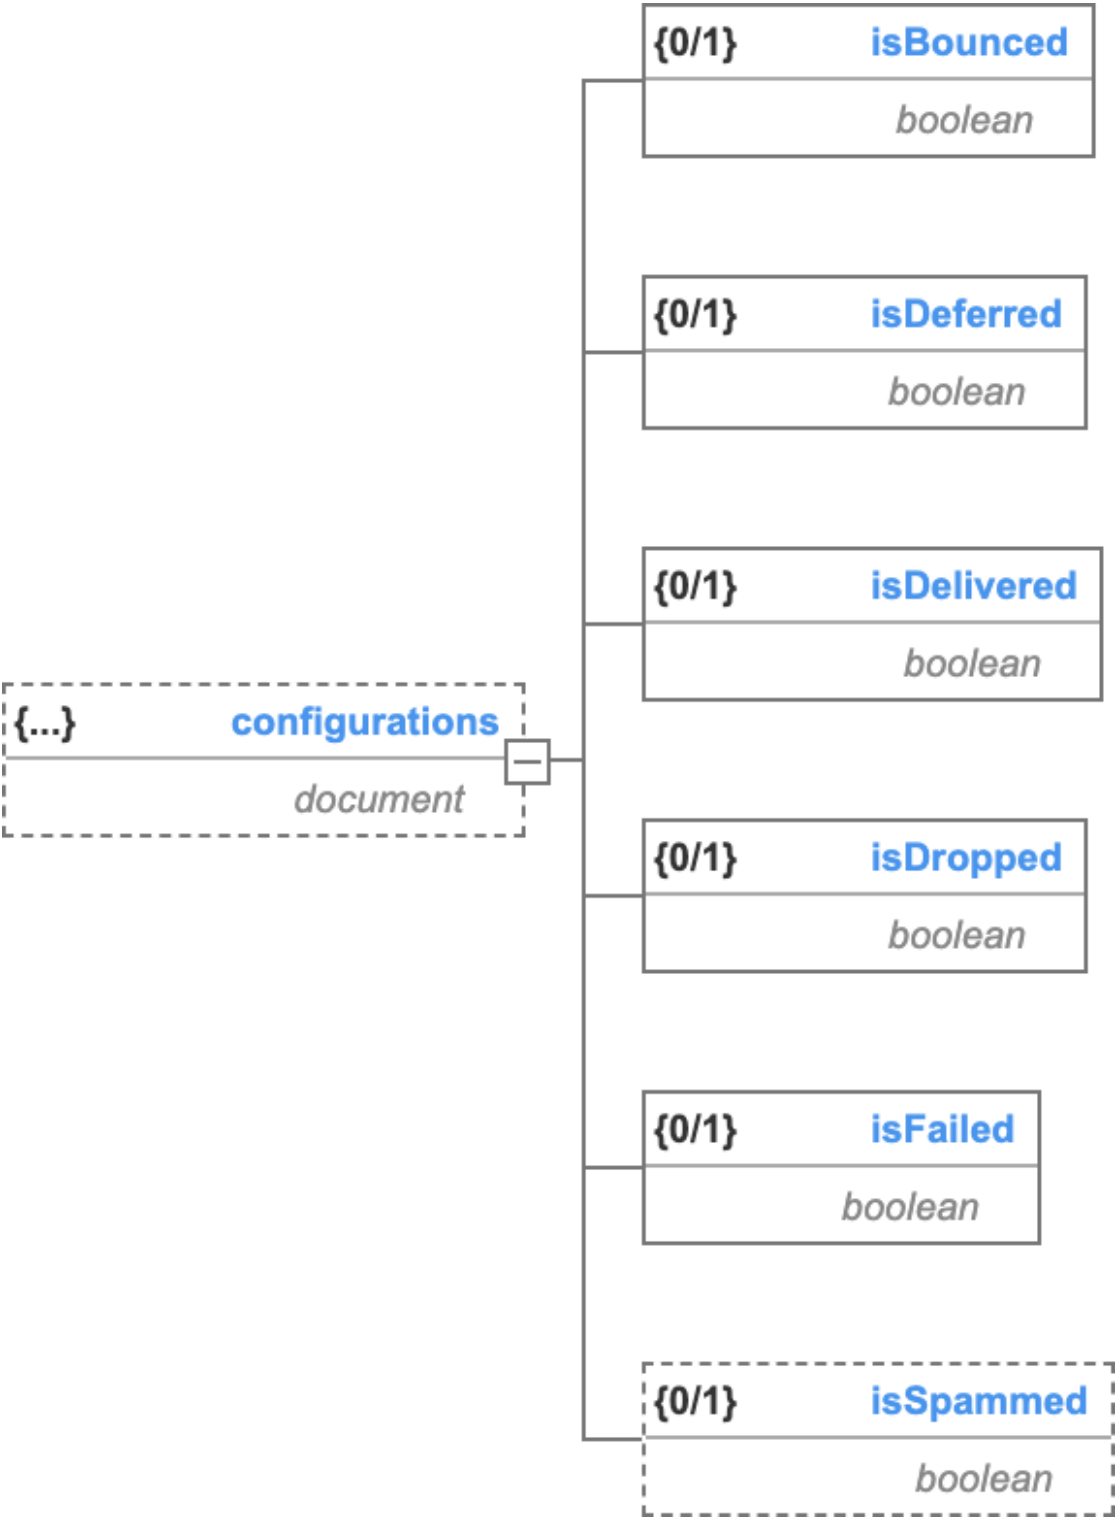 {0/1} isBounced
boolean
{0/1} isDeferred
boolean
{0/1} isDelivered
boolean
{...} configurations
document
{0/1} isDropped
boolean
{0/1} isFailed
boolean
{0/1} isSpammed
boolean